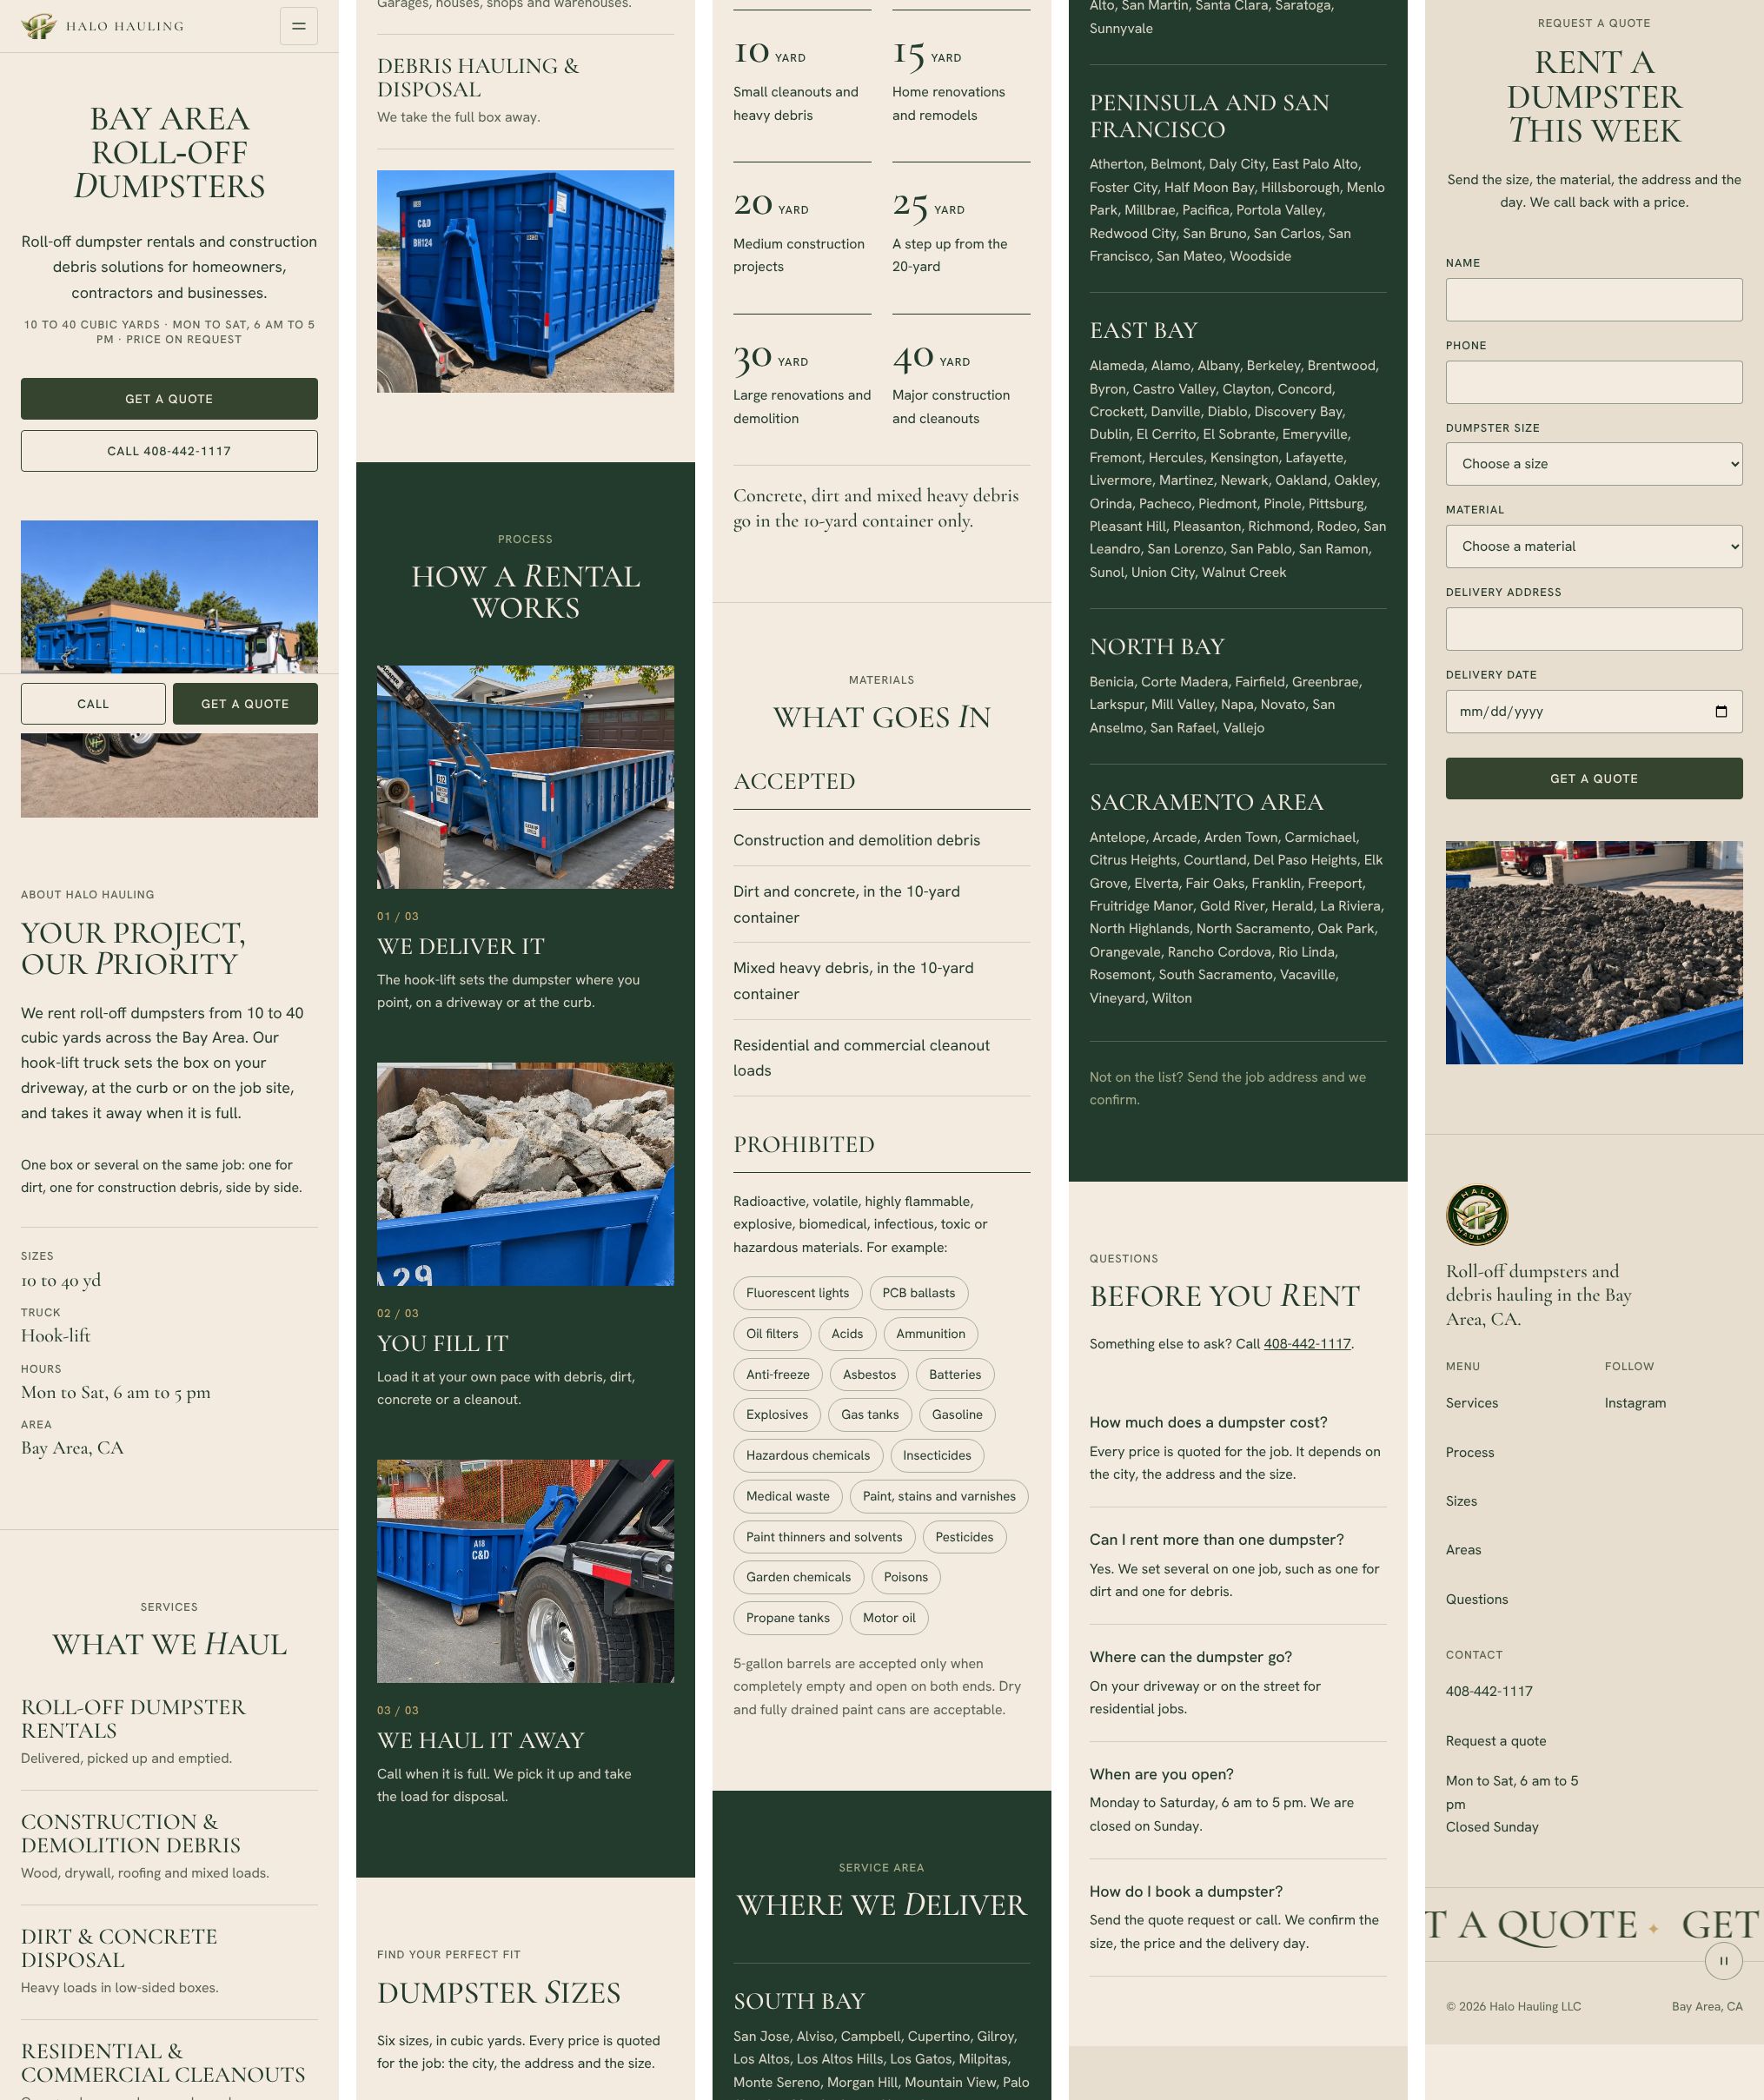 HALO HAULING
BAY AREA
ROLL-OFF
DUMPSTERS
Roll-off dumpster rentals and construction
debris solutions for homeowners,
contractors and businesses.
10 TO 40 CUBIC YARDS · MON TO SAT, 6 AM TO 5
PM · PRICE ON REQUEST
GET A QUOTE
CALL 408-442-1117
A28
CALL
GET A QUOTE
ABOUT HALO HAULING
YOUR PROJECT,
OUR PRIORITY
We rent roll-off dumpsters from 10 to 40
cubic yards across the Bay Area. Our
hook-lift truck sets the box on your
driveway, at the curb or on the job site,
and takes it away when it is full.
One box or several on the same job: one for
dirt, one for construction debris, side by side.
SIZES
10 to 40 yd
TRUCK
Hook-lift
HOURS
Mon to Sat, 6 am to 5 pm
AREA
Bay Area, CA
SERVICES
WHAT WE HAUL
ROLL-OFF DUMPSTER
RENTALS
Delivered, picked up and emptied.
CONSTRUCTION &
DEMOLITION DEBRIS
Wood, drywall, roofing and mixed loads.
DIRT & CONCRETE
DISPOSAL
Heavy loads in low-sided boxes.
RESIDENTIAL &
COMMERCIAL CLEANOUTS
Garages, houses, shops and warehouses.
DEBRIS HAULING &
DISPOSAL
We take the full box away.
C&D
BH124
PROCESS
HOW A RENTAL
WORKS
01 / 03
WE DELIVER IT
The hook-lift sets the dumpster where you
point, on a driveway or at the curb.
A29
02 / 03
YOU FILL IT
Load it at your own pace with debris, dirt,
concrete or a cleanout.
A18
C&D
03 / 03
WE HAUL IT AWAY
Call when it is full. We pick it up and take
the load for disposal.
FIND YOUR PERFECT FIT
DUMPSTER SIZES
Six sizes, in cubic yards. Every price is quoted
for the job: the city, the address and the size.
10 YARD
Small cleanouts and
heavy debris
15 YARD
Home renovations
and remodels
20 YARD
Medium construction
projects
25 YARD
A step up from the
20-yard
30 YARD
Large renovations and
demolition
40 YARD
Major construction
and cleanouts
Concrete, dirt and mixed heavy debris
go in the 10-yard container only.
MATERIALS
WHAT GOES IN
ACCEPTED
Construction and demolition debris
Dirt and concrete, in the 10-yard
container
Mixed heavy debris, in the 10-yard
container
Residential and commercial cleanout
loads
PROHIBITED
Radioactive, volatile, highly flammable,
explosive, biomedical, infectious, toxic or
hazardous materials. For example:
Fluorescent lights
PCB ballasts
Oil filters
Acids
Ammunition
Anti-freeze
Asbestos
Batteries
Explosives
Gas tanks
Gasoline
Hazardous chemicals
Insecticides
Medical waste
Paint, stains and varnishes
Paint thinners and solvents
Pesticides
Garden chemicals
Poisons
Propane tanks
Motor oil
5-gallon barrels are accepted only when
completely empty and open on both ends. Dry
and fully drained paint cans are acceptable.
SERVICE AREA
WHERE WE DELIVER
SOUTH BAY
San Jose, Alviso, Campbell, Cupertino, Gilroy,
Los Altos, Los Altos Hills, Los Gatos, Milpitas,
Monte Sereno, Morgan Hill, Mountain View, Palo
Alto, San Martin, Santa Clara, Saratoga,
Sunnyvale
PENINSULA AND SAN
FRANCISCO
Atherton, Belmont, Daly City, East Palo Alto,
Foster City, Half Moon Bay, Hillsborough, Menlo
Park, Millbrae, Pacifica, Portola Valley,
Redwood City, San Bruno, San Carlos, San
Francisco, San Mateo, Woodside
EAST BAY
Alameda, Alamo, Albany, Berkeley, Brentwood,
Byron, Castro Valley, Clayton, Concord,
Crockett, Danville, Diablo, Discovery Bay,
Dublin, El Cerrito, El Sobrante, Emeryville,
Fremont, Hercules, Kensington, Lafayette,
Livermore, Martinez, Newark, Oakland, Oakley,
Orinda, Pacheco, Piedmont, Pinole, Pittsburg,
Pleasant Hill, Pleasanton, Richmond, Rodeo, San
Leandro, San Lorenzo, San Pablo, San Ramon,
Sunol, Union City, Walnut Creek
NORTH BAY
Benicia, Corte Madera, Fairfield, Greenbrae,
Larkspur, Mill Valley, Napa, Novato, San
Anselmo, San Rafael, Vallejo
SACRAMENTO AREA
Antelope, Arcade, Arden Town, Carmichael,
Citrus Heights, Courtland, Del Paso Heights, Elk
Grove, Elverta, Fair Oaks, Franklin, Freeport,
Fruitridge Manor, Gold River, Herald, La Riviera,
North Highlands, North Sacramento, Oak Park,
Orangevale, Rancho Cordova, Rio Linda,
Rosemont, South Sacramento, Vacaville,
Vineyard, Wilton
Not on the list? Send the job address and we
confirm.
QUESTIONS
BEFORE YOU RENT
Something else to ask? Call 408-442-1117.
How much does a dumpster cost?
Every price is quoted for the job. It depends on
the city, the address and the size.
Can I rent more than one dumpster?
Yes. We set several on one job, such as one for
dirt and one for debris.
Where can the dumpster go?
On your driveway or on the street for
residential jobs.
When are you open?
Monday to Saturday, 6 am to 5 pm. We are
closed on Sunday.
How do I book a dumpster?
Send the quote request or call. We confirm the
size, the price and the delivery day.
REQUEST A QUOTE
RENT A
DUMPSTER
THIS WEEK
Send the size, the material, the address and the
day. We call back with a price.
NAME
PHONE
DUMPSTER SIZE
Choose a size
MATERIAL
Choose a material
DELIVERY ADDRESS
DELIVERY DATE
mm/dd/yyyy
GET A QUOTE
HALO
HAULING
Roll-off dumpsters and
debris hauling in the Bay
Area, CA.
MENU
Services
Process
Sizes
Areas
Questions
FOLLOW
Instagram
CONTACT
408-442-1117
Request a quote
Mon to Sat, 6 am to 5
pm
Closed Sunday
T A QUOTE ✦ GET
© 2026 Halo Hauling LLC
Bay Area, CA